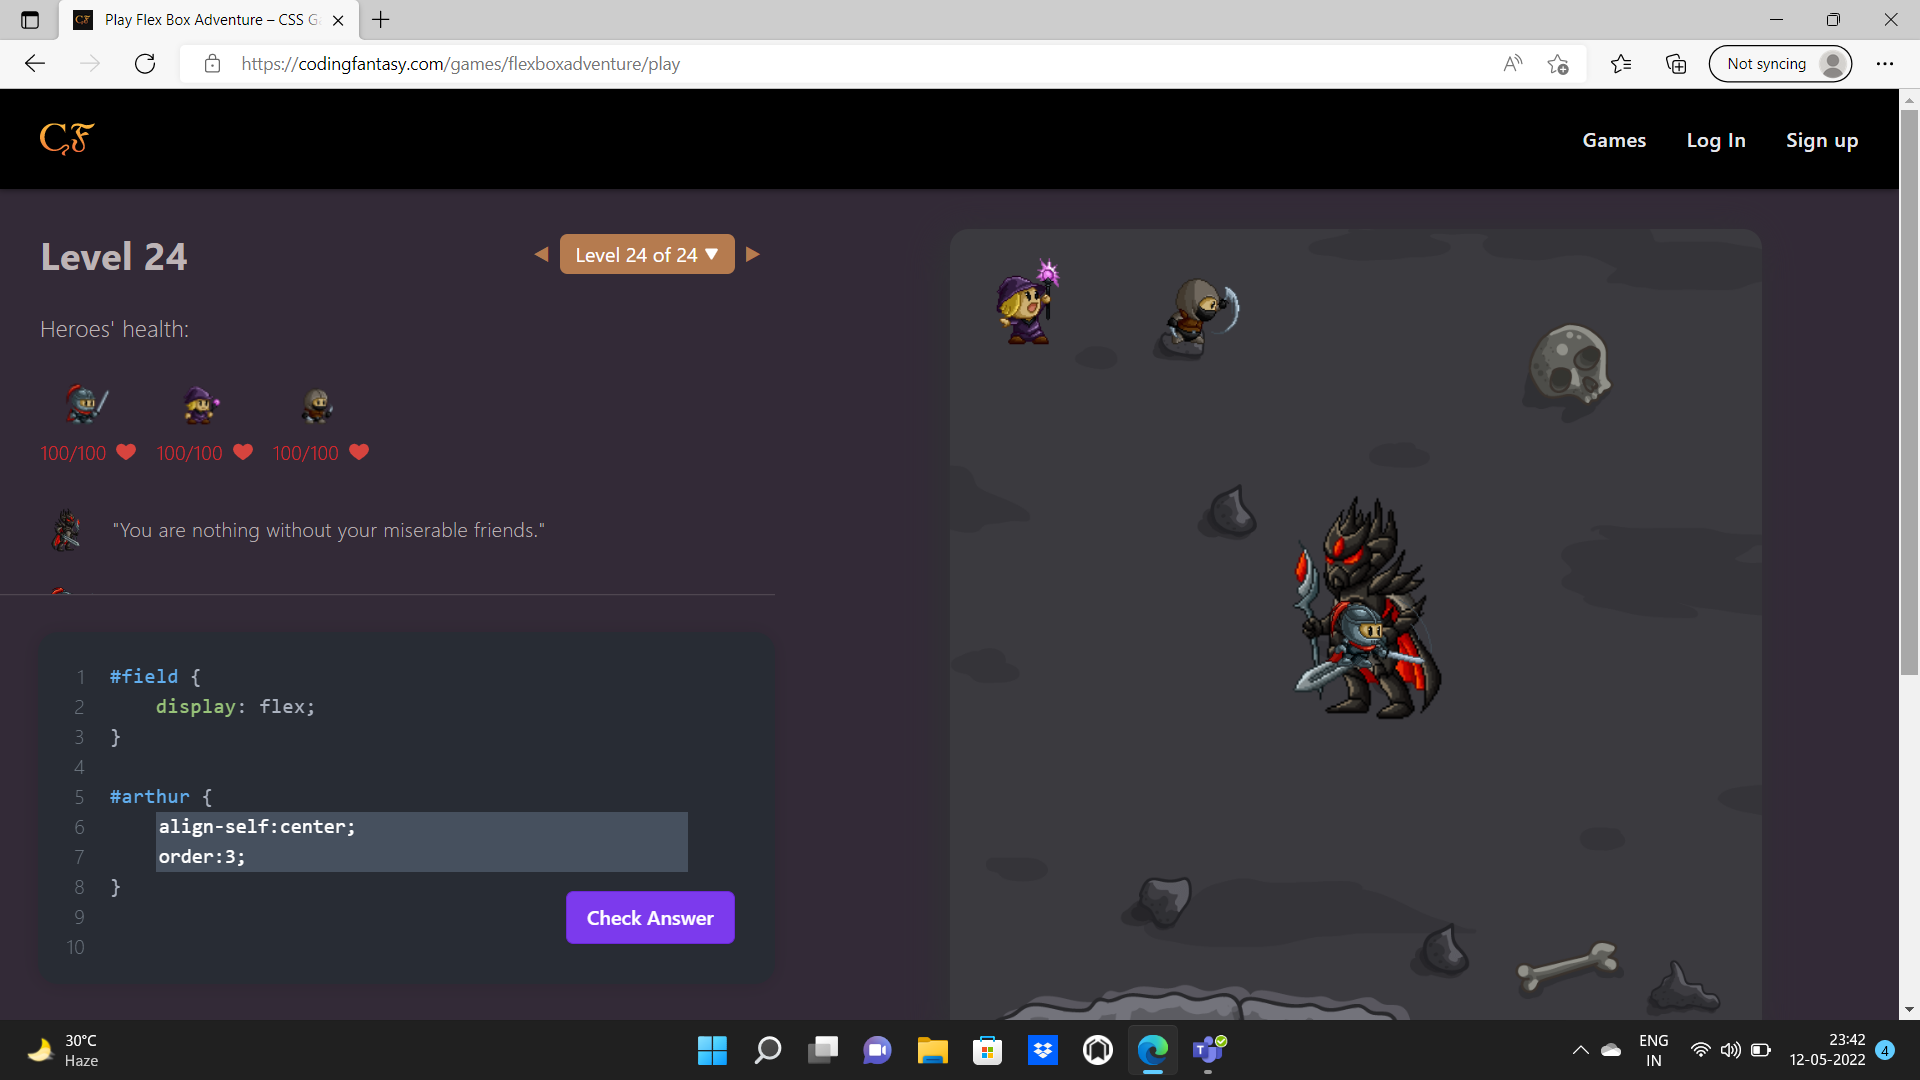 Play Flex Box Adventure – CSS G
https://codingfantasy.com/games/flexboxadventure/play
Not syncing
CF
Games
Log In
Sign up
Level 24
Level 24 of 24 ▼
Heroes' health:
100/100
100/100
100/100
"You are nothing without your miserable friends."
1 #field {
2 display: flex;
3 }
4
5 #arthur {
6 align-self:center;
7 order:3;
8 }
9
10
Check Answer
30°C
Haze
ENG
IN
23:42
12-05-2022
4